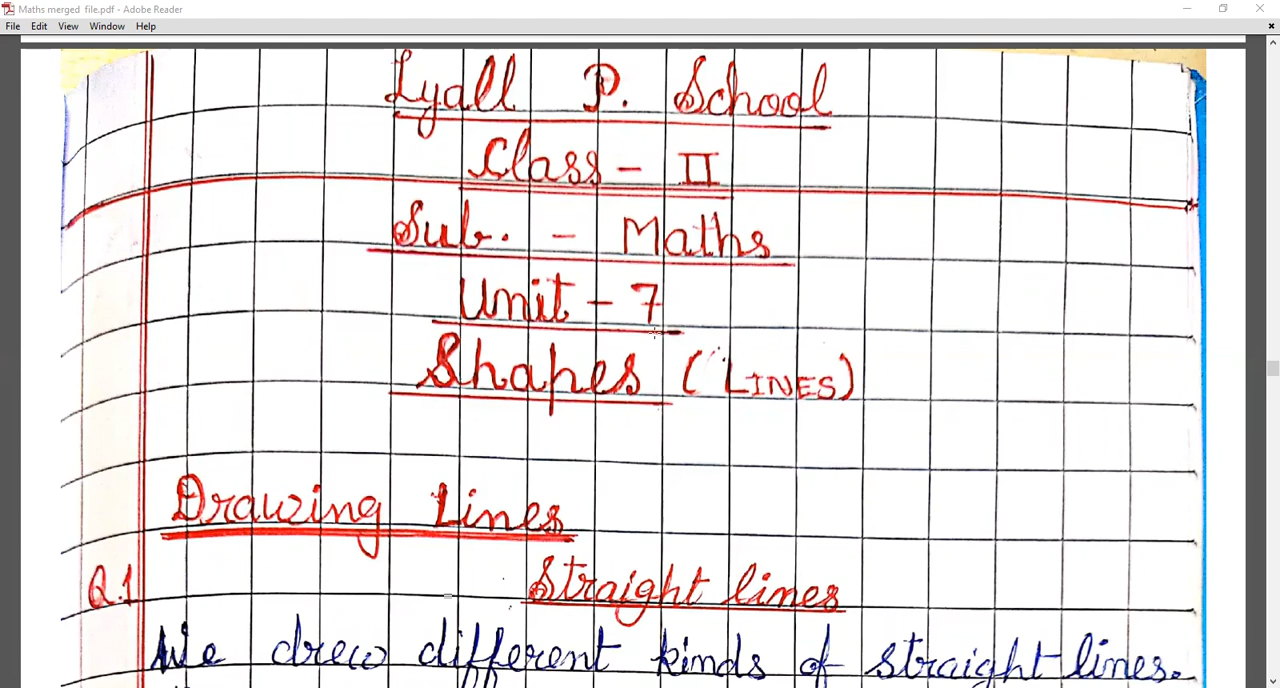 Maths merged file.pdf - Adobe Reader
File Edit View Window Help
Lyall P. School
Class - II
Sub. - Maths
Unit - 7
Shapes (LINES)
Drawing Lines
Q.1 Straight lines
We drew different kinds of straight lines.